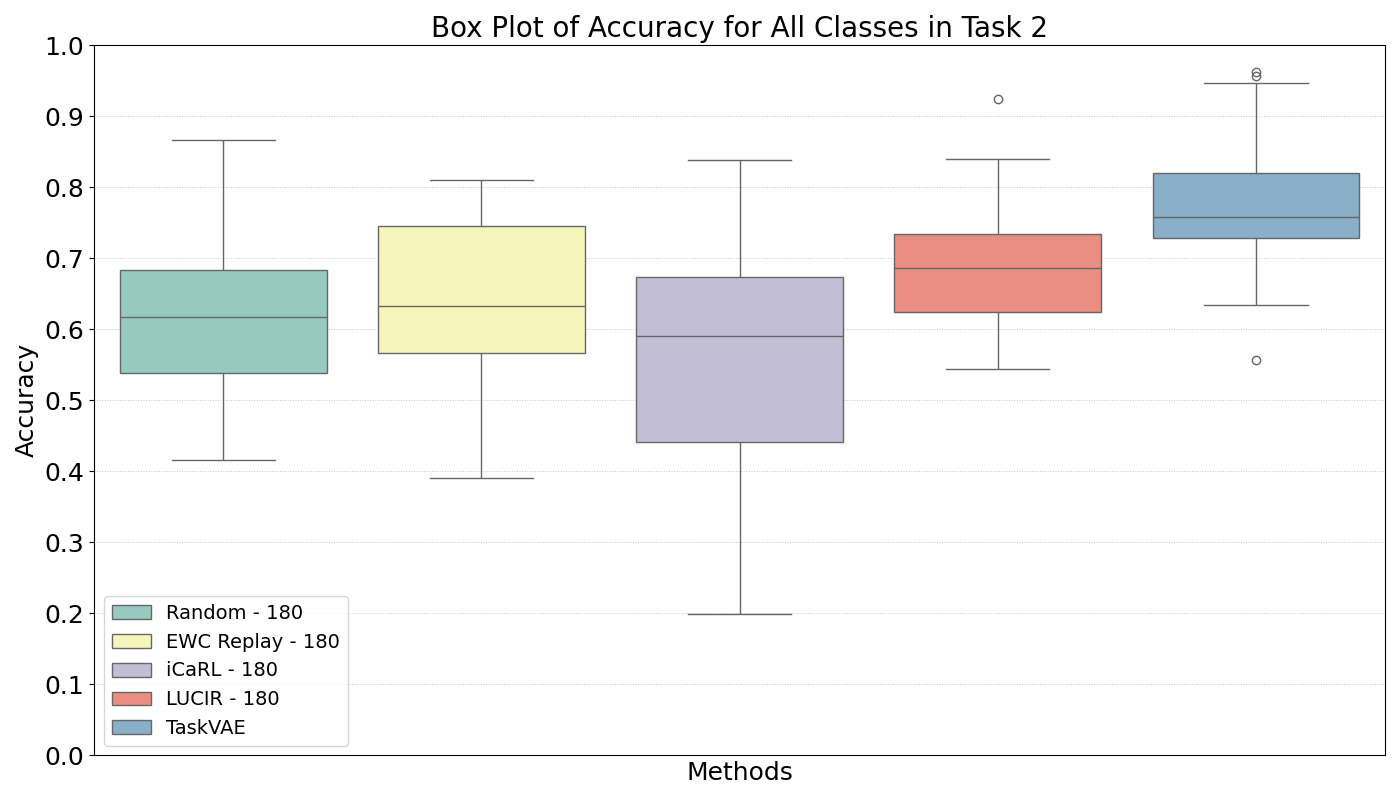 Box Plot of Accuracy for All Classes in Task 2
1.0
0.9
0.8
0.7
0.6
0.5
0.4
0.3
0.2
0.1
0.0
Accuracy
Random - 180
EWC Replay - 180
iCaRL - 180
LUCIR - 180
TaskVAE
Methods